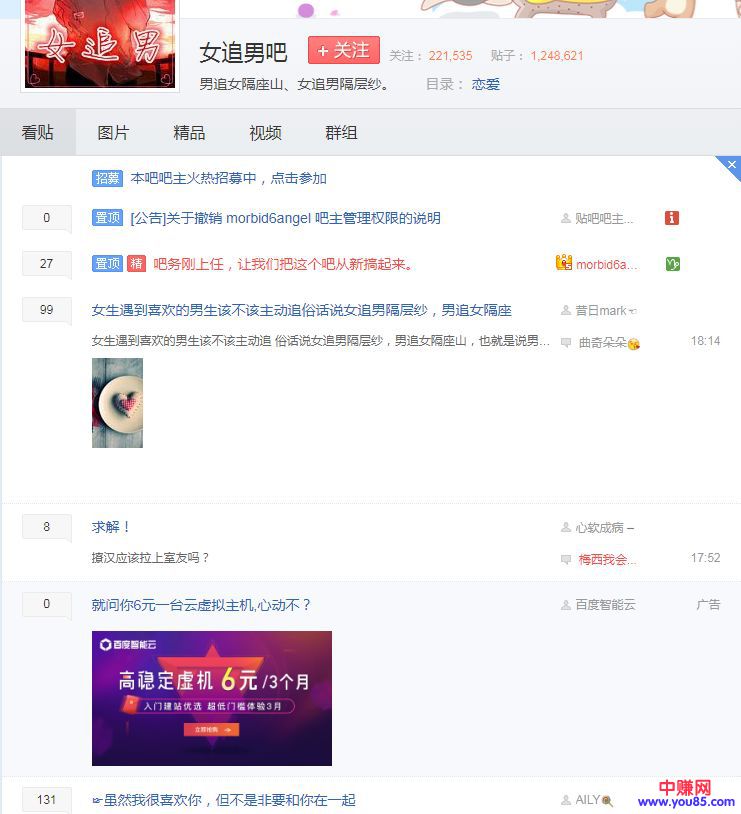 女追男
女追男吧
+ 关注
关注： 221,535 贴子： 1,248,621
男追女隔座山、女追男隔层纱。
目录： 恋爱
看贴 图片 精品 视频 群组
招募 本吧吧主火热招募中，点击参加
0 置顶 [公告]关于撤销 morbid6angel 吧主管理权限的说明 贴吧吧主...
27 置顶 精 吧务刚上任，让我们把这个吧从新搞起来。 morbid6a...
99 女生遇到喜欢的男生该不该主动追俗话说女追男隔层纱，男追女隔座 昔日mark☜
女生遇到喜欢的男生该不该主动追 俗话说女追男隔层纱，男追女隔座山，也就是说男... 曲奇朵朵 18:14
8 求解！ 心软成病 –
撩汉应该拉上室友吗？ 梅西我会... 17:52
0 就问你6元一台云虚拟主机,心动不？ 百度智能云 广告
百度智能云
高稳定虚机 6元/3个月
入门建站优选 超低门槛体验3月
立即抢购
131 ☞虽然我很喜欢你，但不是非要和你在一起 AILY
中赚网
www.you85.com